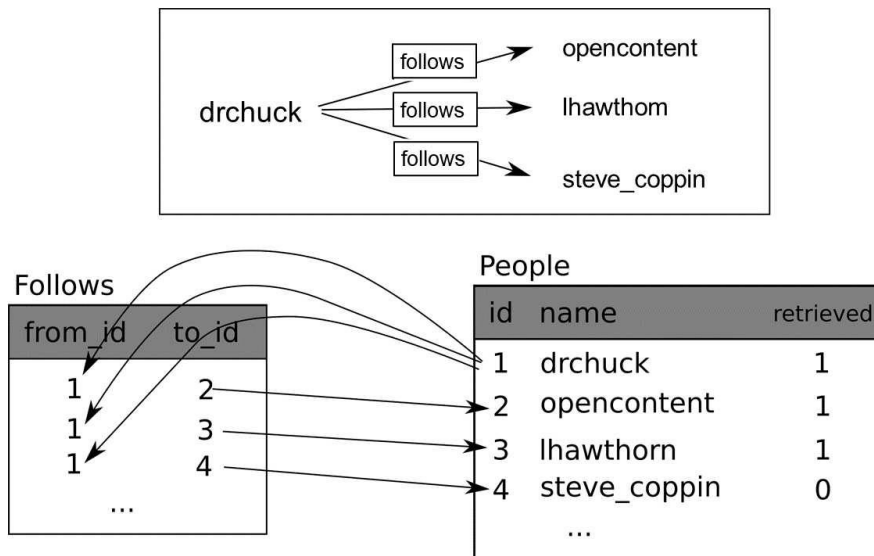 follows opencontent
drchuck follows lhawthom
follows steve_coppin
Follows
from_id to_id
1 2
1 3
1 4
...
People
id name retrieved
1 drchuck 1
2 opencontent 1
3 lhawthorn 1
4 steve_coppin 0
...